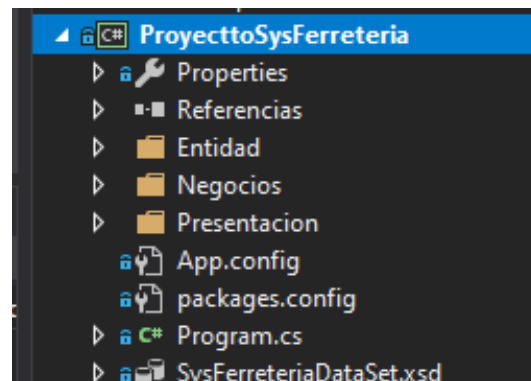 C# ProyecttoSysFerreteria
Properties
Referencias
Entidad
Negocios
Presentacion
App.config
packages.config
C# Program.cs
SysFerreteriaDataSet.xsd